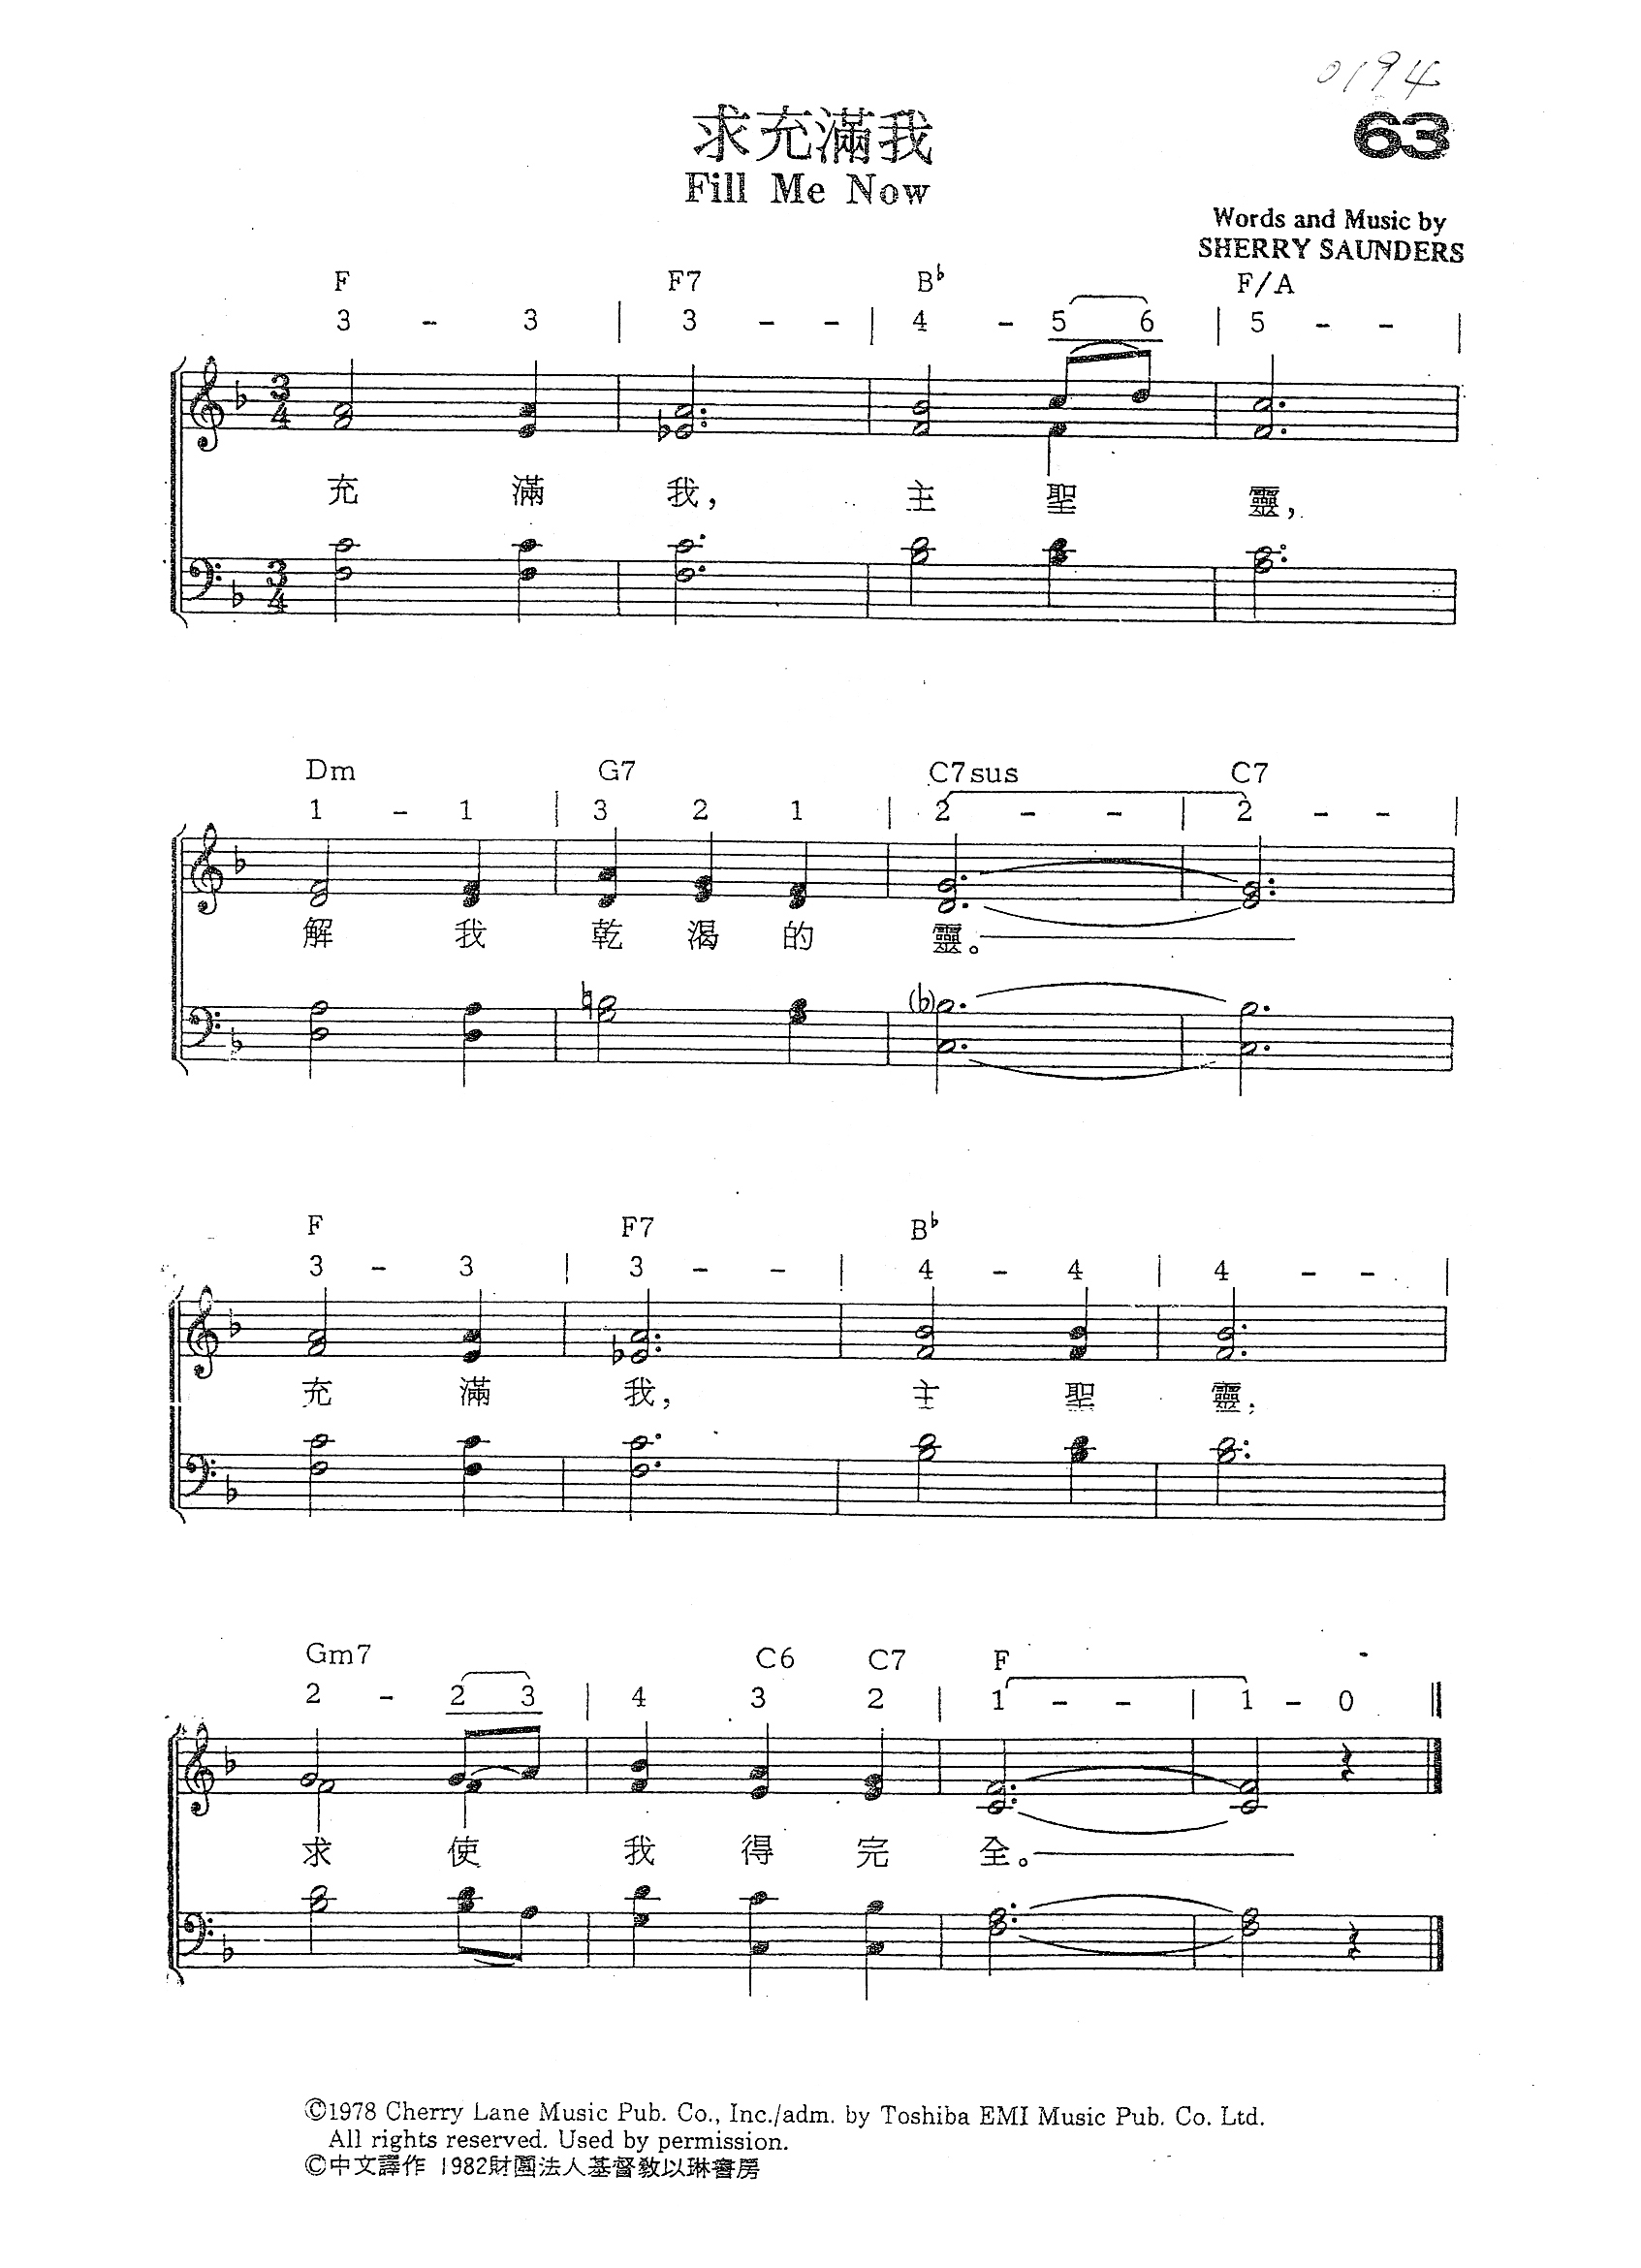 0194
63
求充滿我
Fill Me Now
Words and Music by
SHERRY SAUNDERS
F F7 B♭ F/A
3 - 3 | 3 - - | 4 - 5 6 | 5 - - |
3/4
充 滿 我, 主 聖 靈,
3/4
Dm G7 C7sus C7
1 - 1 | 3 2 1 | 2 - - | 2 - - |
解 我 乾 渴 的 靈。
F F7 B♭
3 - 3 | 3 - - | 4 - 4 | 4 - - |
充 滿 我, 主 聖 靈,
Gm7 C6 C7 F
2 - 2 3 | 4 3 2 | 1 - - | 1 - 0 ||
求 使 我 得 完 全。
©1978 Cherry Lane Music Pub. Co., Inc./adm. by Toshiba EMI Music Pub. Co. Ltd.
All rights reserved. Used by permission.
©中文譯作 1982財團法人基督教以琳書房